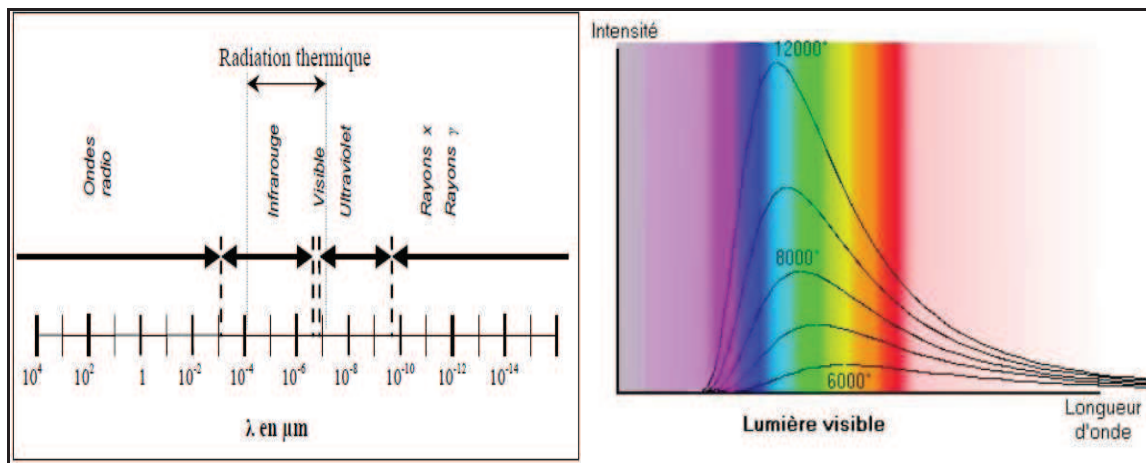 Radiation thermique
Ondes radio
Infrarouge
Visible
Ultraviolet
Rayons x
Rayons γ
10⁴ 10² 1 10⁻² 10⁻⁴ 10⁻⁶ 10⁻⁸ 10⁻¹⁰ 10⁻¹² 10⁻¹⁴
λ en μm
Intensité
12000°
8000°
6000°
Longueur
d'onde
Lumière visible